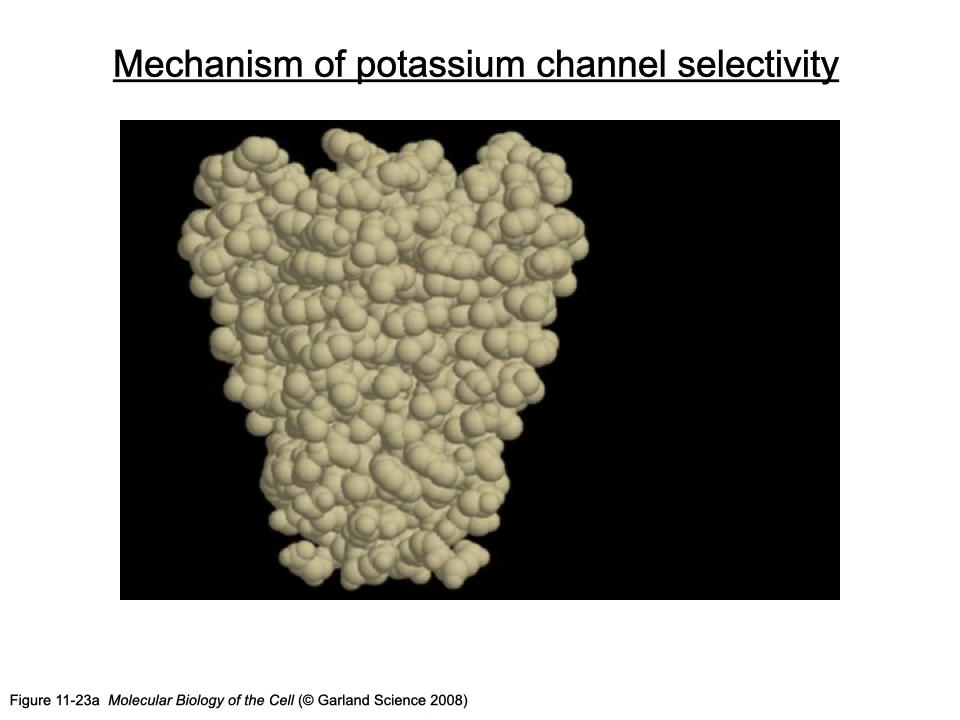 Mechanism of potassium channel selectivity
Figure 11-23a Molecular Biology of the Cell (© Garland Science 2008)